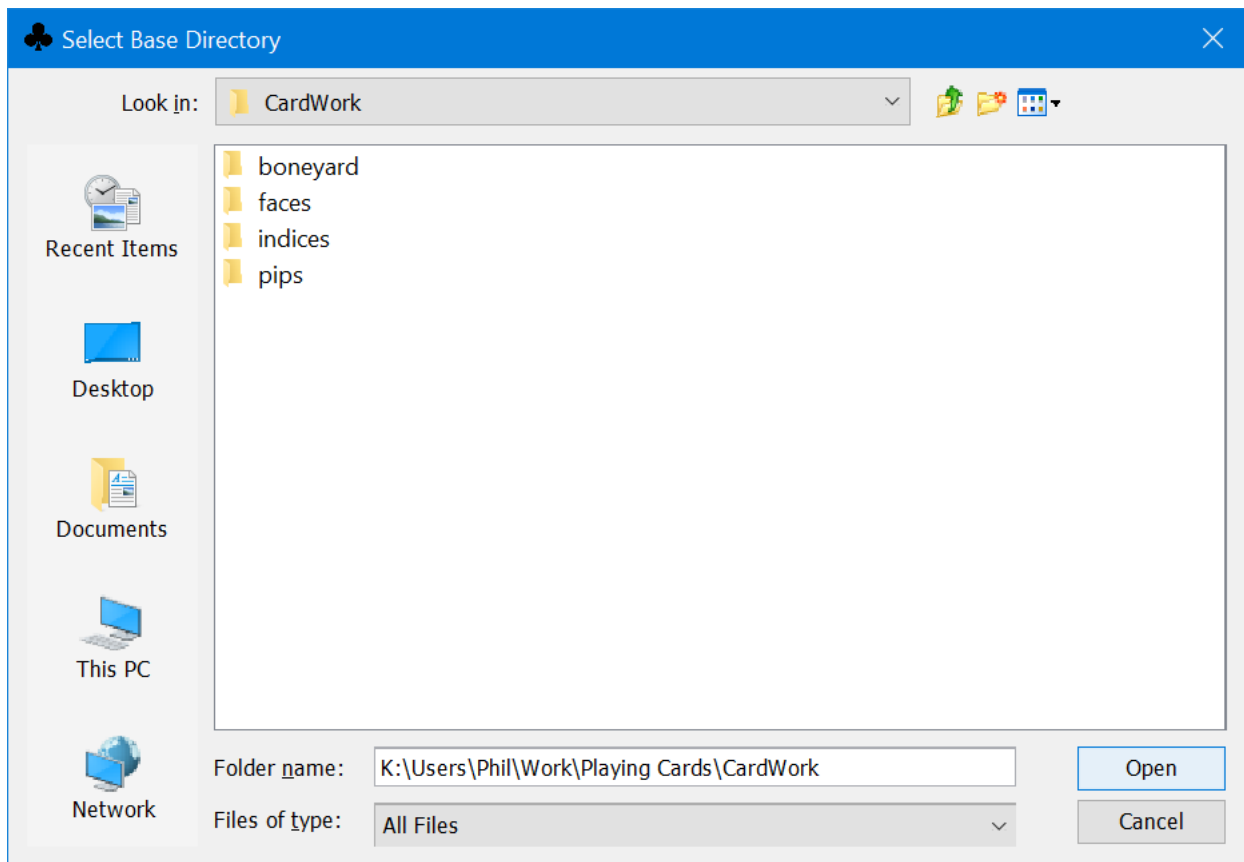 Select Base Directory
Look in:
CardWork
boneyard
faces
indices
pips
Recent Items
Desktop
Documents
This PC
Network
Folder name:
K:\Users\Phil\Work\Playing Cards\CardWork
Open
Files of type:
All Files
Cancel